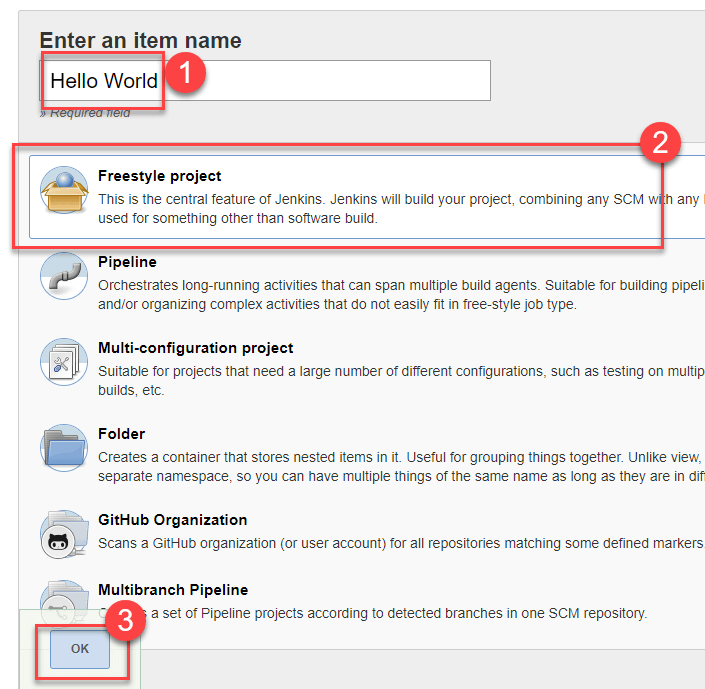 Enter an item name
Hello World
1
» Required field
2
Freestyle project
This is the central feature of Jenkins. Jenkins will build your project, combining any SCM with any
used for something other than software build.
Pipeline
Orchestrates long-running activities that can span multiple build agents. Suitable for building
and/or organizing complex activities that do not easily fit in free-style job type.
Multi-configuration project
Suitable for projects that need a large number of different configurations, such as testing on
builds, etc.
Folder
Creates a container that stores nested items in it. Useful for grouping things together. Unlike view,
separate namespace, so you can have multiple things of the same name as long as they are in
GitHub Organization
Scans a GitHub organization (or user account) for all repositories matching some defined markers
Multibranch Pipeline
a set of Pipeline projects according to detected branches in one SCM repository.
3
OK